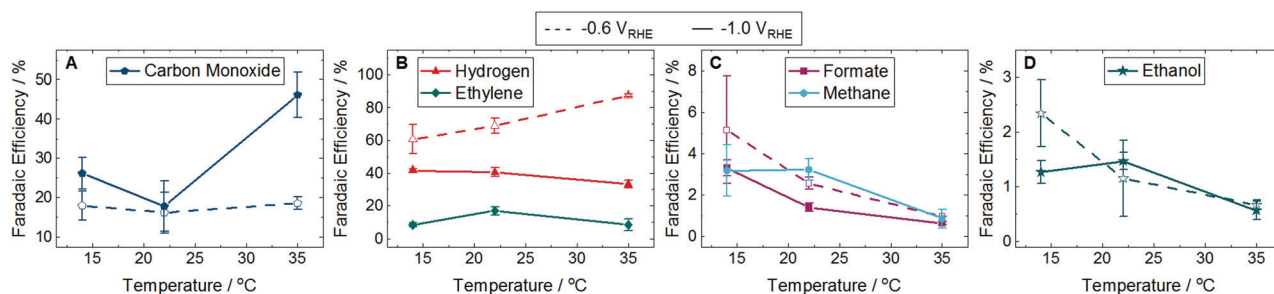 -0.6 VRHE -1.0 VRHE
A
Carbon Monoxide
Faradaic Efficiency / %
50
40
30
20
10
15 20 25 30 35
Temperature / °C
B
Hydrogen
Ethylene
Faradaic Efficiency / %
100
80
60
40
20
0
15 20 25 30 35
Temperature / °C
C
Formate
Methane
Faradaic Efficiency / %
8
6
4
2
0
15 20 25 30 35
Temperature / °C
D
Ethanol
Faradaic Efficiency / %
3
2
1
0
15 20 25 30 35
Temperature / °C